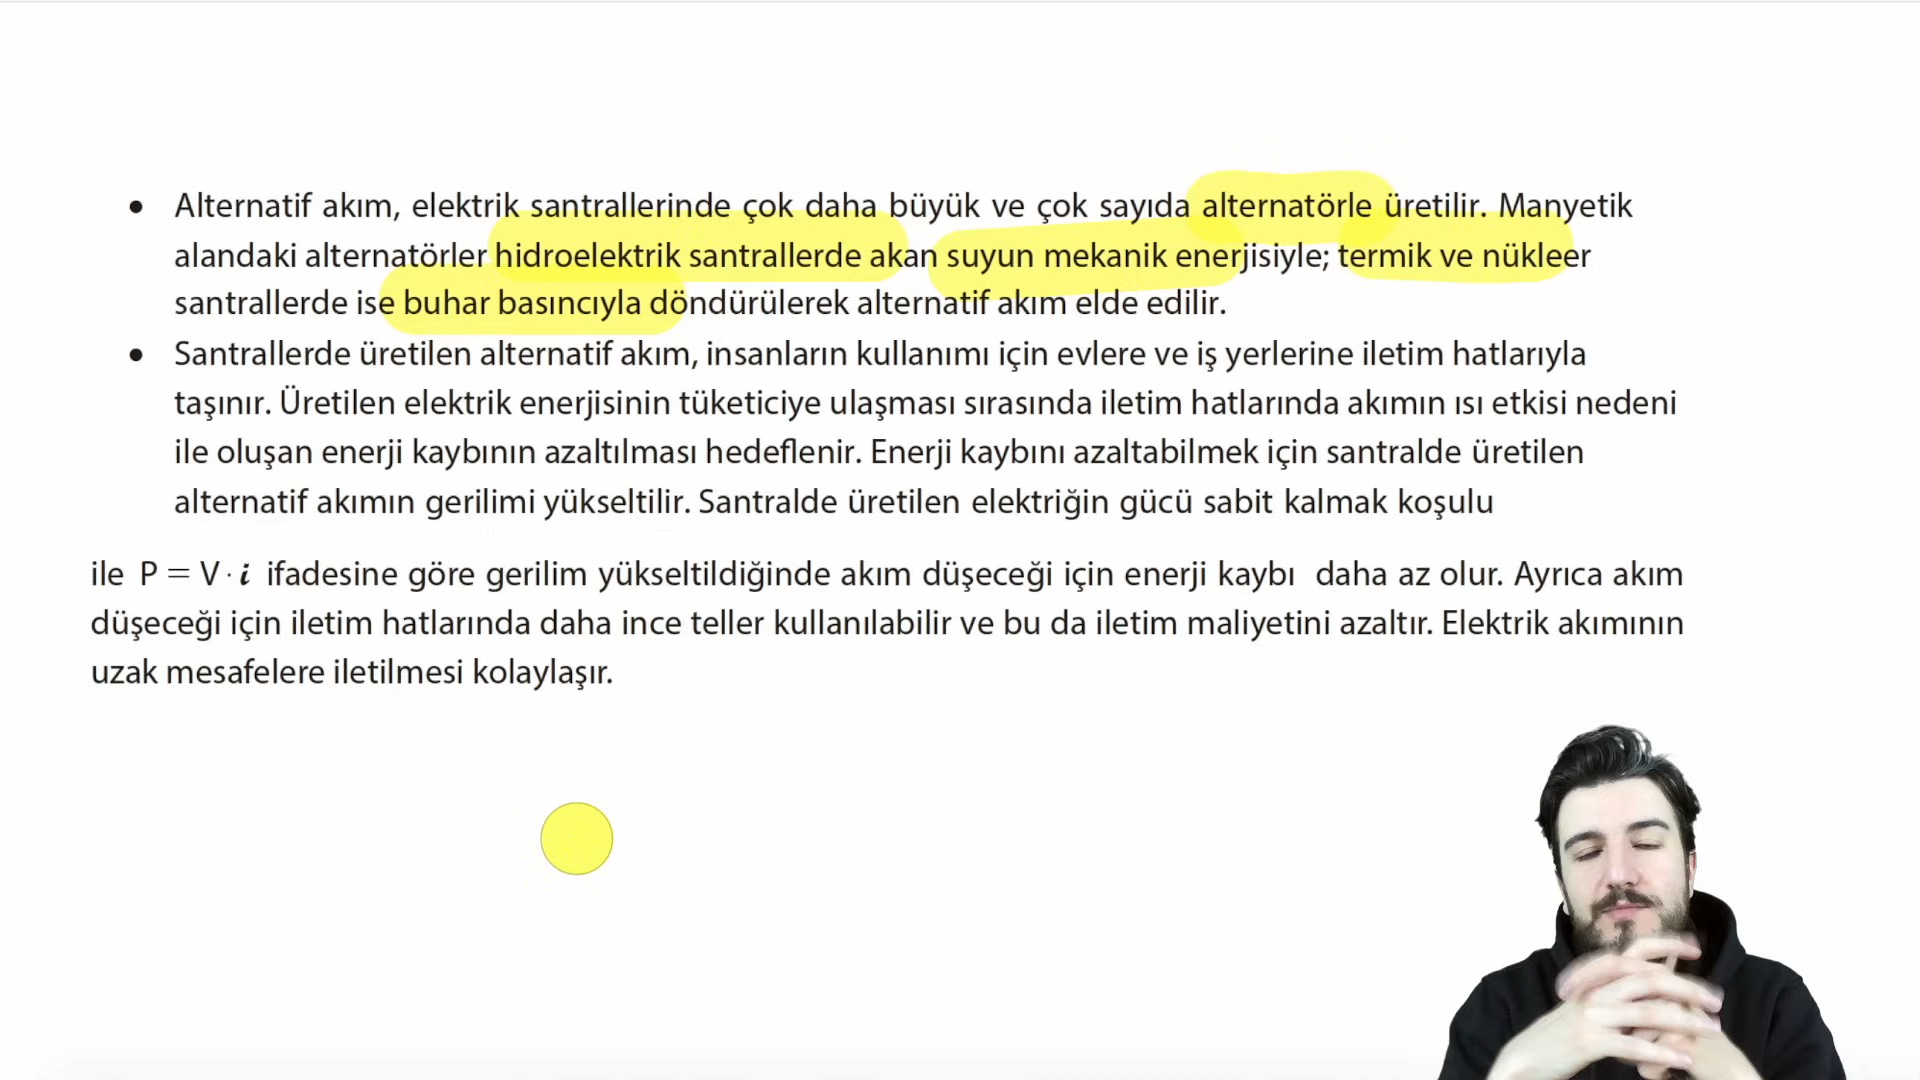 • Alternatif akım, elektrik santrallerinde çok daha büyük ve çok sayıda alternatörle üretilir. Manyetik
alandaki alternatörler hidroelektrik santrallerde akan suyun mekanik enerjisiyle; termik ve nükleer
santrallerde ise buhar basıncıyla döndürülerek alternatif akım elde edilir.
• Santrallerde üretilen alternatif akım, insanların kullanımı için evlere ve iş yerlerine iletim hatlarıyla
taşınır. Üretilen elektrik enerjisinin tüketiciye ulaşması sırasında iletim hatlarında akımın ısı etkisi nedeni
ile oluşan enerji kaybının azaltılması hedeflenir. Enerji kaybını azaltabilmek için santralde üretilen
alternatif akımın gerilimi yükseltilir. Santralde üretilen elektriğin gücü sabit kalmak koşulu
ile P = V · i ifadesine göre gerilim yükseltildiğinde akım düşeceği için enerji kaybı daha az olur. Ayrıca akım
düşeceği için iletim hatlarında daha ince teller kullanılabilir ve bu da iletim maliyetini azaltır. Elektrik akımının
uzak mesafelere iletilmesi kolaylaşır.